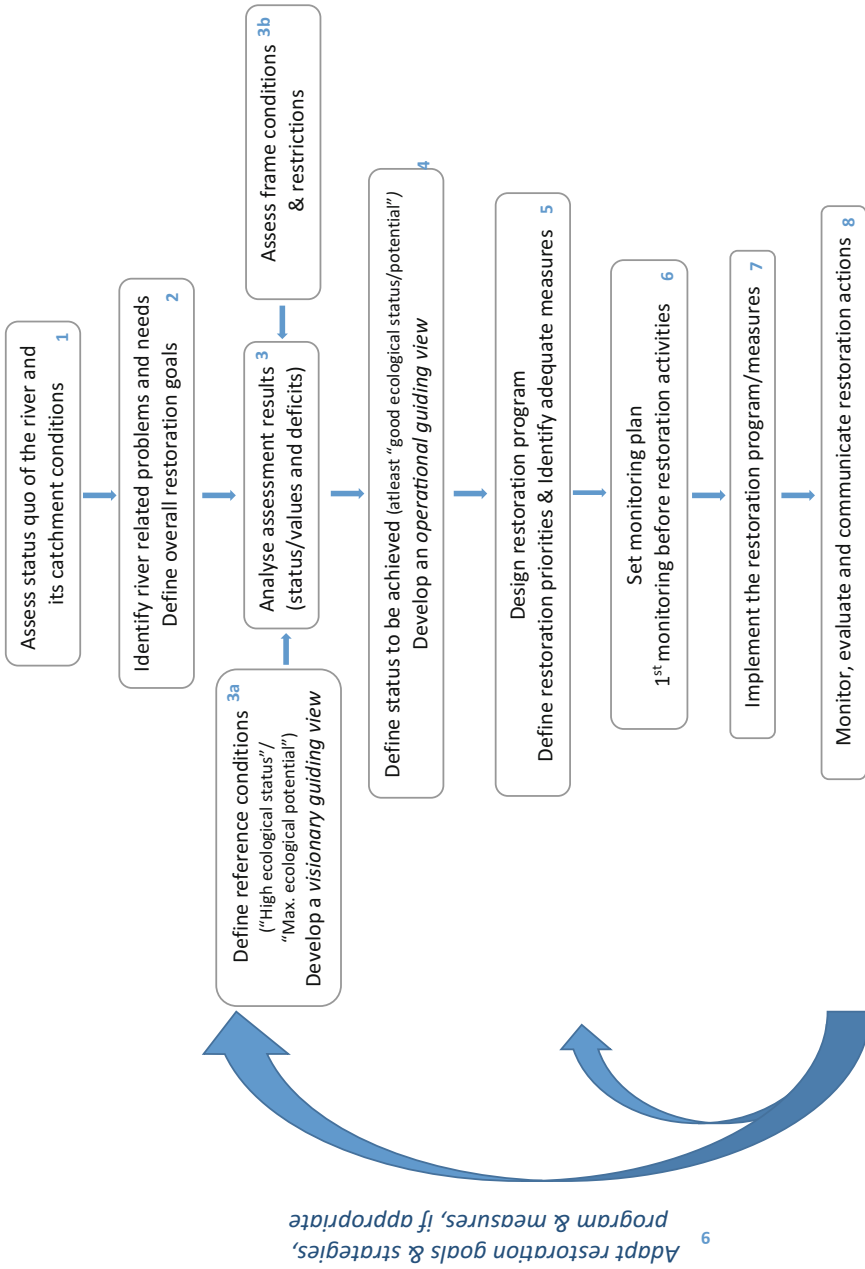 Assess status quo of the river and
its catchment conditions
1
Identify river related problems and needs
Define overall restoration goals
2
Define reference conditions
3a
("High ecological status"/
"Max. ecological potential")
Develop a visionary guiding view
Analyse assessment results
3
(status/values and deficits)
Assess frame conditions
3b
& restrictions
Define status to be achieved (atleast "good ecological status/potential")
Develop an operational guiding view
4
Design restoration program
Define restoration priorities & Identify adequate measures
5
Set monitoring plan
1st monitoring before restoration activities
6
Implement the restoration program/measures
7
Monitor, evaluate and communicate restoration actions
8
Adapt restoration goals & strategies,
program & measures, if appropriate
9